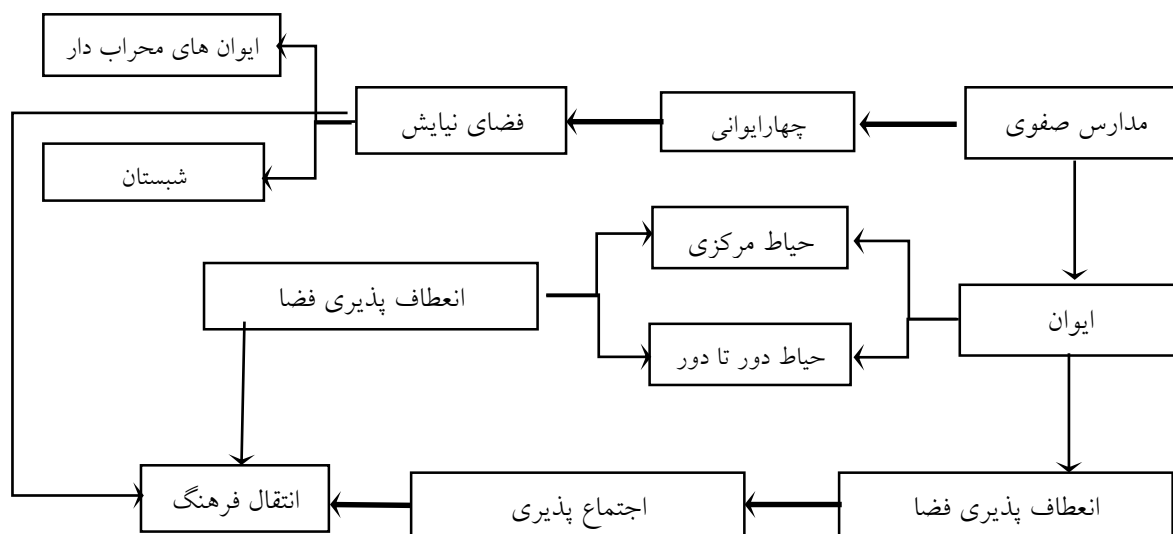 ایوان های محراب دار
مدارس صفوی
چهارایوانی
فضای نیایش
شبستان
حیاط مرکزی
انعطاف پذیری فضا
ایوان
حیاط دور تا دور
انعطاف پذیری فضا
اجتماع پذیری
انتقال فرهنگ